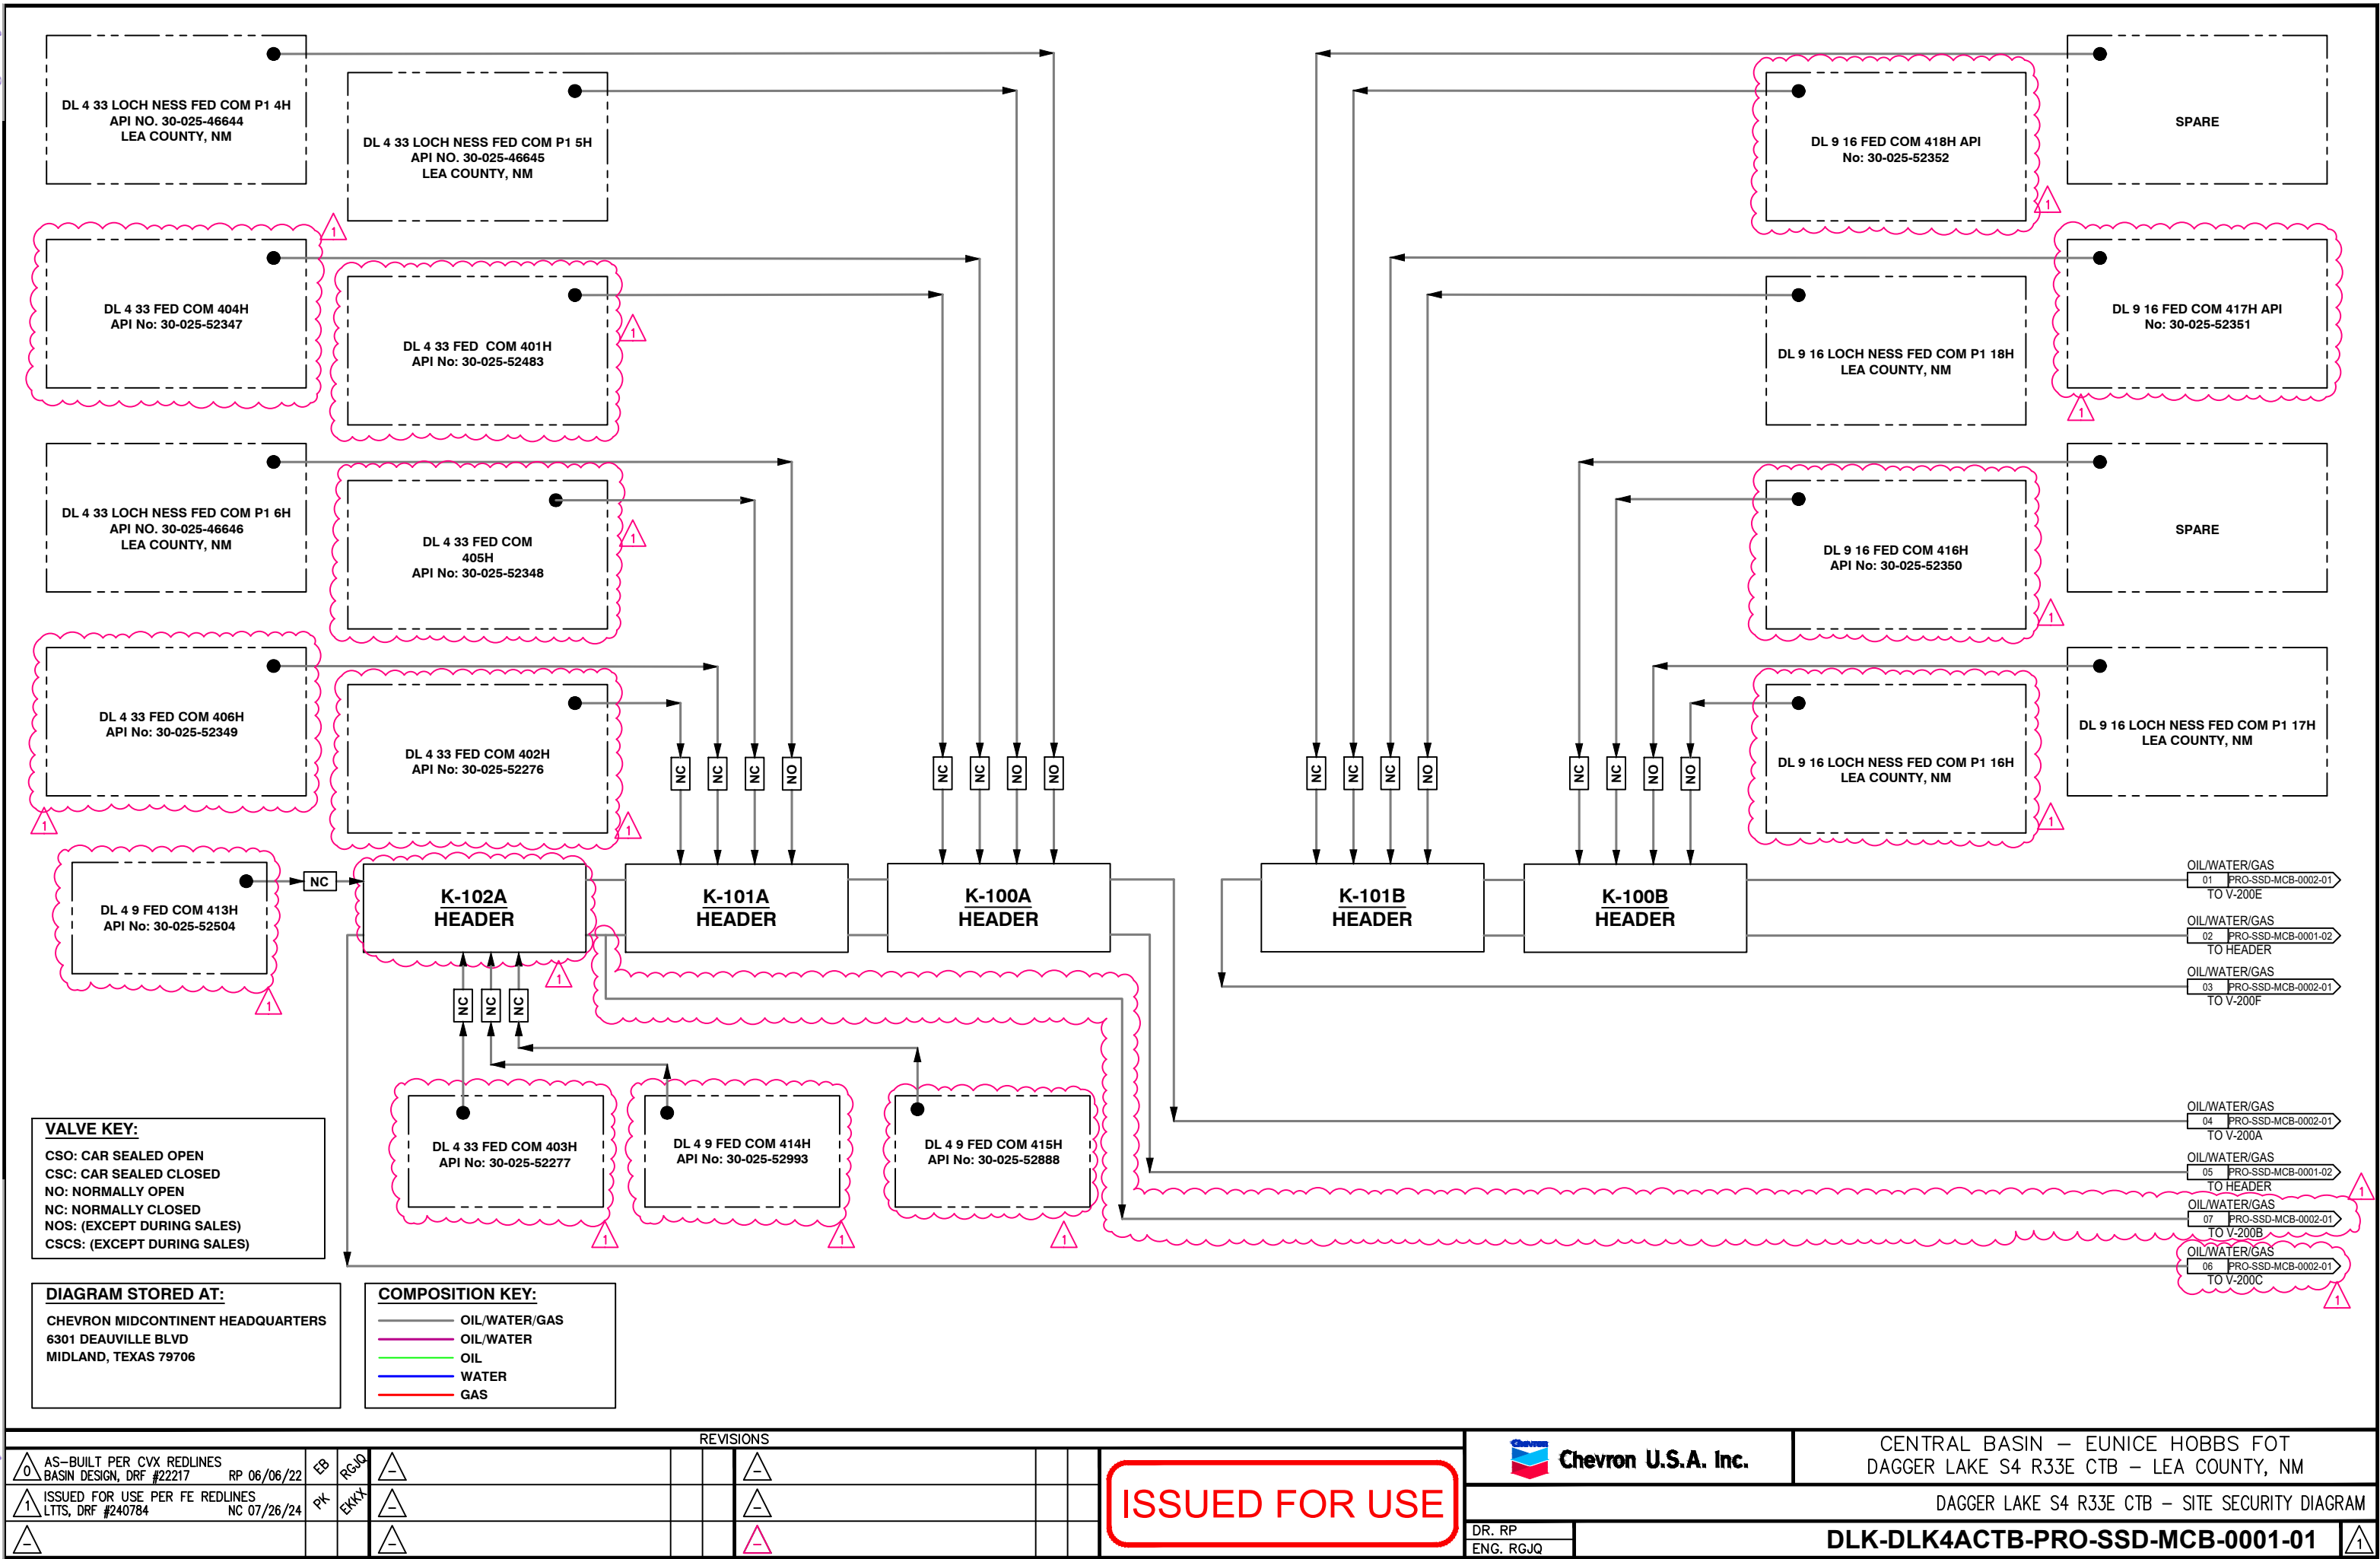 DL 4 33 LOCH NESS FED COM P1 4H
API NO. 30-025-46644
LEA COUNTY, NM
DL 4 33 LOCH NESS FED COM P1 5H
API NO. 30-025-46645
LEA COUNTY, NM
DL 9 16 FED COM 418H API
No: 30-025-52352
1
SPARE
1
DL 4 33 FED COM 404H
API No: 30-025-52347
DL 4 33 FED COM 401H
API No: 30-025-52483
1
DL 9 16 LOCH NESS FED COM P1 18H
LEA COUNTY, NM
DL 9 16 FED COM 417H API
No: 30-025-52351
1
DL 4 33 LOCH NESS FED COM P1 6H
API NO. 30-025-46646
LEA COUNTY, NM
DL 4 33 FED COM
405H
API No: 30-025-52348
1
DL 9 16 FED COM 416H
API No: 30-025-52350
1
SPARE
DL 4 33 FED COM 406H
API No: 30-025-52349
1
DL 4 33 FED COM 402H
API No: 30-025-52276
1
NC
NC
NC
NO
NC
NC
NO
NO
NC
NC
NC
NO
NC
NC
NO
NO
DL 9 16 LOCH NESS FED COM P1 16H
LEA COUNTY, NM
1
DL 9 16 LOCH NESS FED COM P1 17H
LEA COUNTY, NM
DL 4 9 FED COM 413H
API No: 30-025-52504
1
NC
K-102A
HEADER
1
K-101A
HEADER
K-100A
HEADER
K-101B
HEADER
K-100B
HEADER
OIL/WATER/GAS
01 PRO-SSD-MCB-0002-01
TO V-200E
OIL/WATER/GAS
02 PRO-SSD-MCB-0001-02
TO HEADER
OIL/WATER/GAS
03 PRO-SSD-MCB-0002-01
TO V-200F
NC
NC
NC
DL 4 33 FED COM 403H
API No: 30-025-52277
1
DL 4 9 FED COM 414H
API No: 30-025-52993
1
DL 4 9 FED COM 415H
API No: 30-025-52888
1
OIL/WATER/GAS
04 PRO-SSD-MCB-0002-01
TO V-200A
OIL/WATER/GAS
05 PRO-SSD-MCB-0001-02
TO HEADER
1
OIL/WATER/GAS
07 PRO-SSD-MCB-0002-01
TO V-200B
OIL/WATER/GAS
06 PRO-SSD-MCB-0002-01
TO V-200C
1
VALVE KEY:
CSO: CAR SEALED OPEN
CSC: CAR SEALED CLOSED
NO: NORMALLY OPEN
NC: NORMALLY CLOSED
NOS: (EXCEPT DURING SALES)
CSCS: (EXCEPT DURING SALES)
DIAGRAM STORED AT:
CHEVRON MIDCONTINENT HEADQUARTERS
6301 DEAUVILLE BLVD
MIDLAND, TEXAS 79706
COMPOSITION KEY:
OIL/WATER/GAS
OIL/WATER
OIL
WATER
GAS
REVISIONS
0 AS-BUILT PER CVX REDLINES
BASIN DESIGN, DRF #22217 RP 06/06/22 EB RGJQ
1 ISSUED FOR USE PER FE REDLINES
LTTS, DRF #240784 NC 07/26/24 PK EKKX
-
-
-
-
-
-
-
ISSUED FOR USE
Chevron
Chevron U.S.A. Inc.
CENTRAL BASIN - EUNICE HOBBS FOT
DAGGER LAKE S4 R33E CTB - LEA COUNTY, NM
DAGGER LAKE S4 R33E CTB - SITE SECURITY DIAGRAM
DR. RP
ENG. RGJQ
DLK-DLK4ACTB-PRO-SSD-MCB-0001-01
1